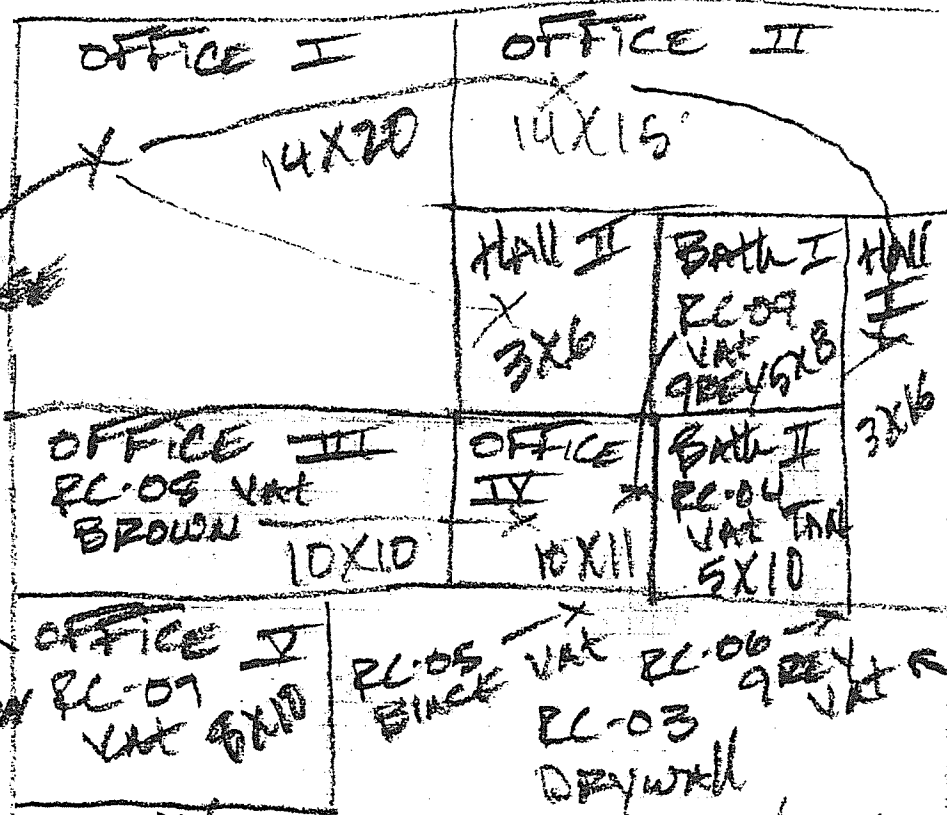 OFFICE I
14X20
OFFICE II
14X15
HALL II
3X6
BATH I
RC-09
VAT
GREY 5X8
HALL
I
3X16
OFFICE III
RC-08 VAT
BROWN
10X10
OFFICE
IV
10X11
BATH II
RC-04
VAT TAN
5X10
OFFICE V
RC-09
VAT 8X10
RC-05 VAT
BLACK
RC-06
GREY
VAT
RC-03
DRYWALL